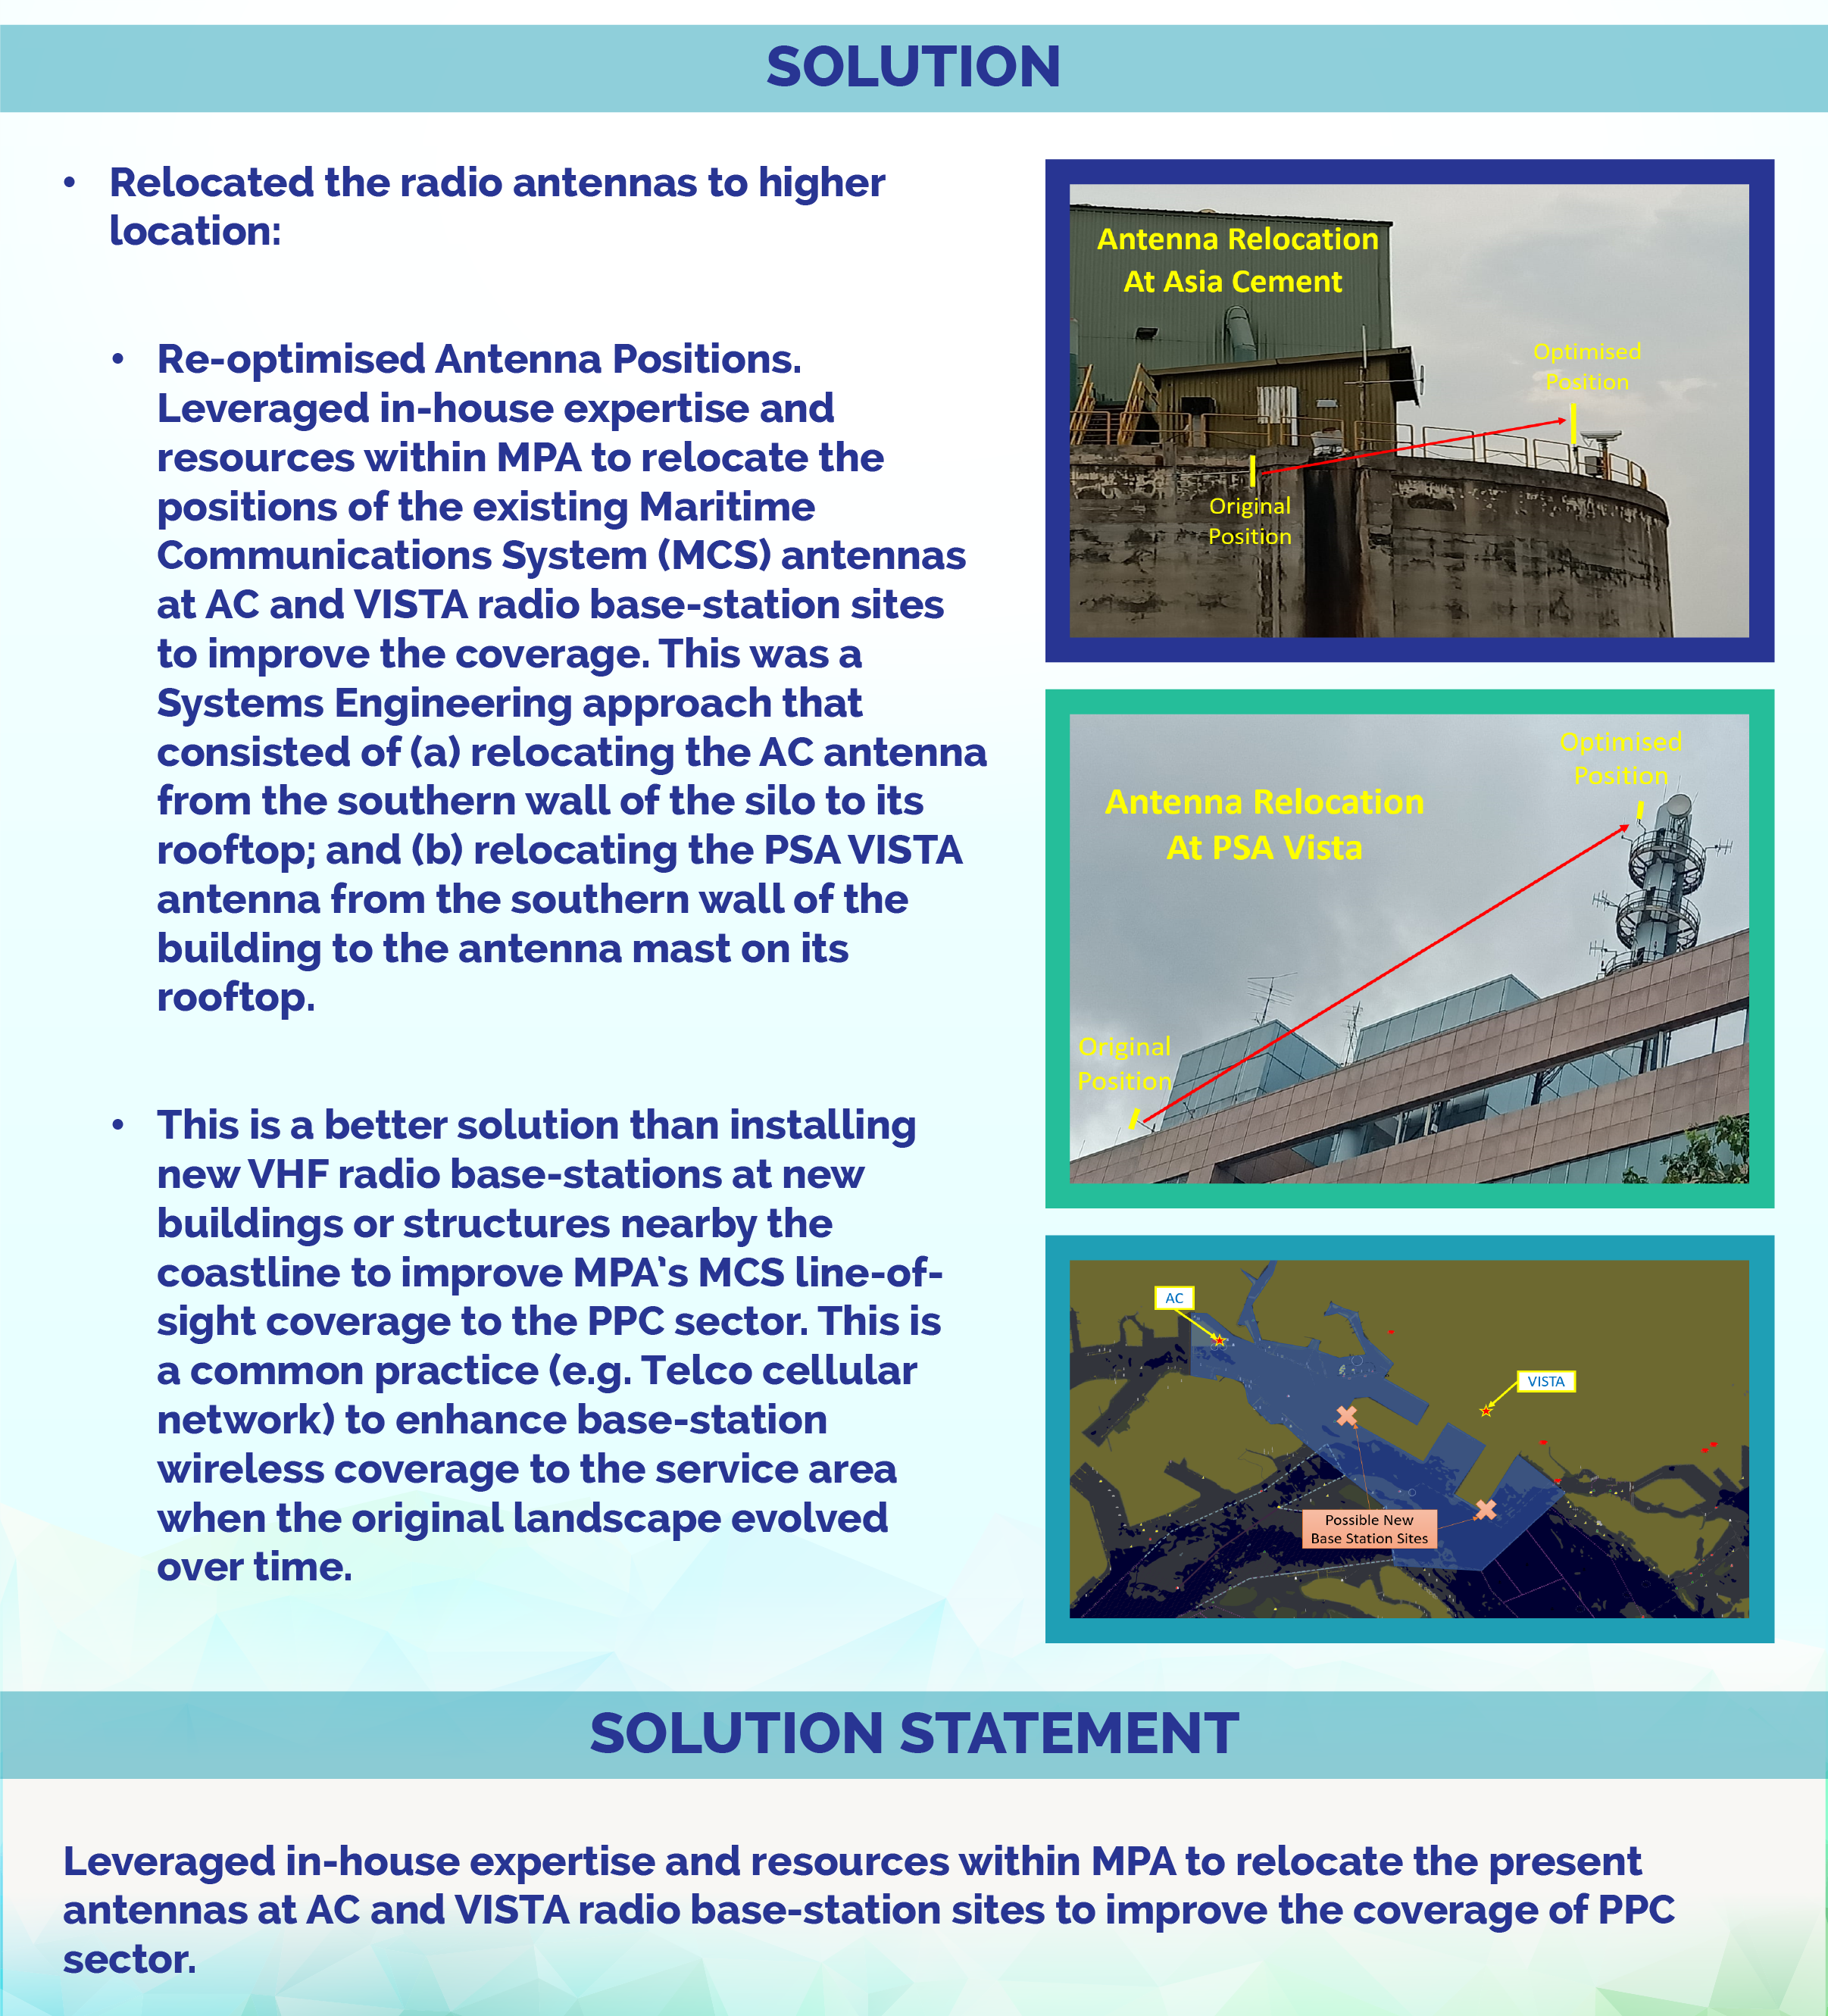 SOLUTION
• Relocated the radio antennas to higher
location:
• Re-optimised Antenna Positions.
Leveraged in-house expertise and
resources within MPA to relocate the
positions of the existing Maritime
Communications System (MCS) antennas
at AC and VISTA radio base-station sites
to improve the coverage. This was a
Systems Engineering approach that
consisted of (a) relocating the AC antenna
from the southern wall of the silo to its
rooftop; and (b) relocating the PSA VISTA
antenna from the southern wall of the
building to the antenna mast on its
rooftop.
• This is a better solution than installing
new VHF radio base-stations at new
buildings or structures nearby the
coastline to improve MPA's MCS line-of-
sight coverage to the PPC sector. This is
a common practice (e.g. Telco cellular
network) to enhance base-station
wireless coverage to the service area
when the original landscape evolved
over time.
Antenna Relocation
At Asia Cement
Optimised
Position
Original
Position
Optimised
Position
Antenna Relocation
At PSA Vista
Original
Position
AC
VISTA
Possible New
Base Station Sites
SOLUTION STATEMENT
Leveraged in-house expertise and resources within MPA to relocate the present
antennas at AC and VISTA radio base-station sites to improve the coverage of PPC
sector.